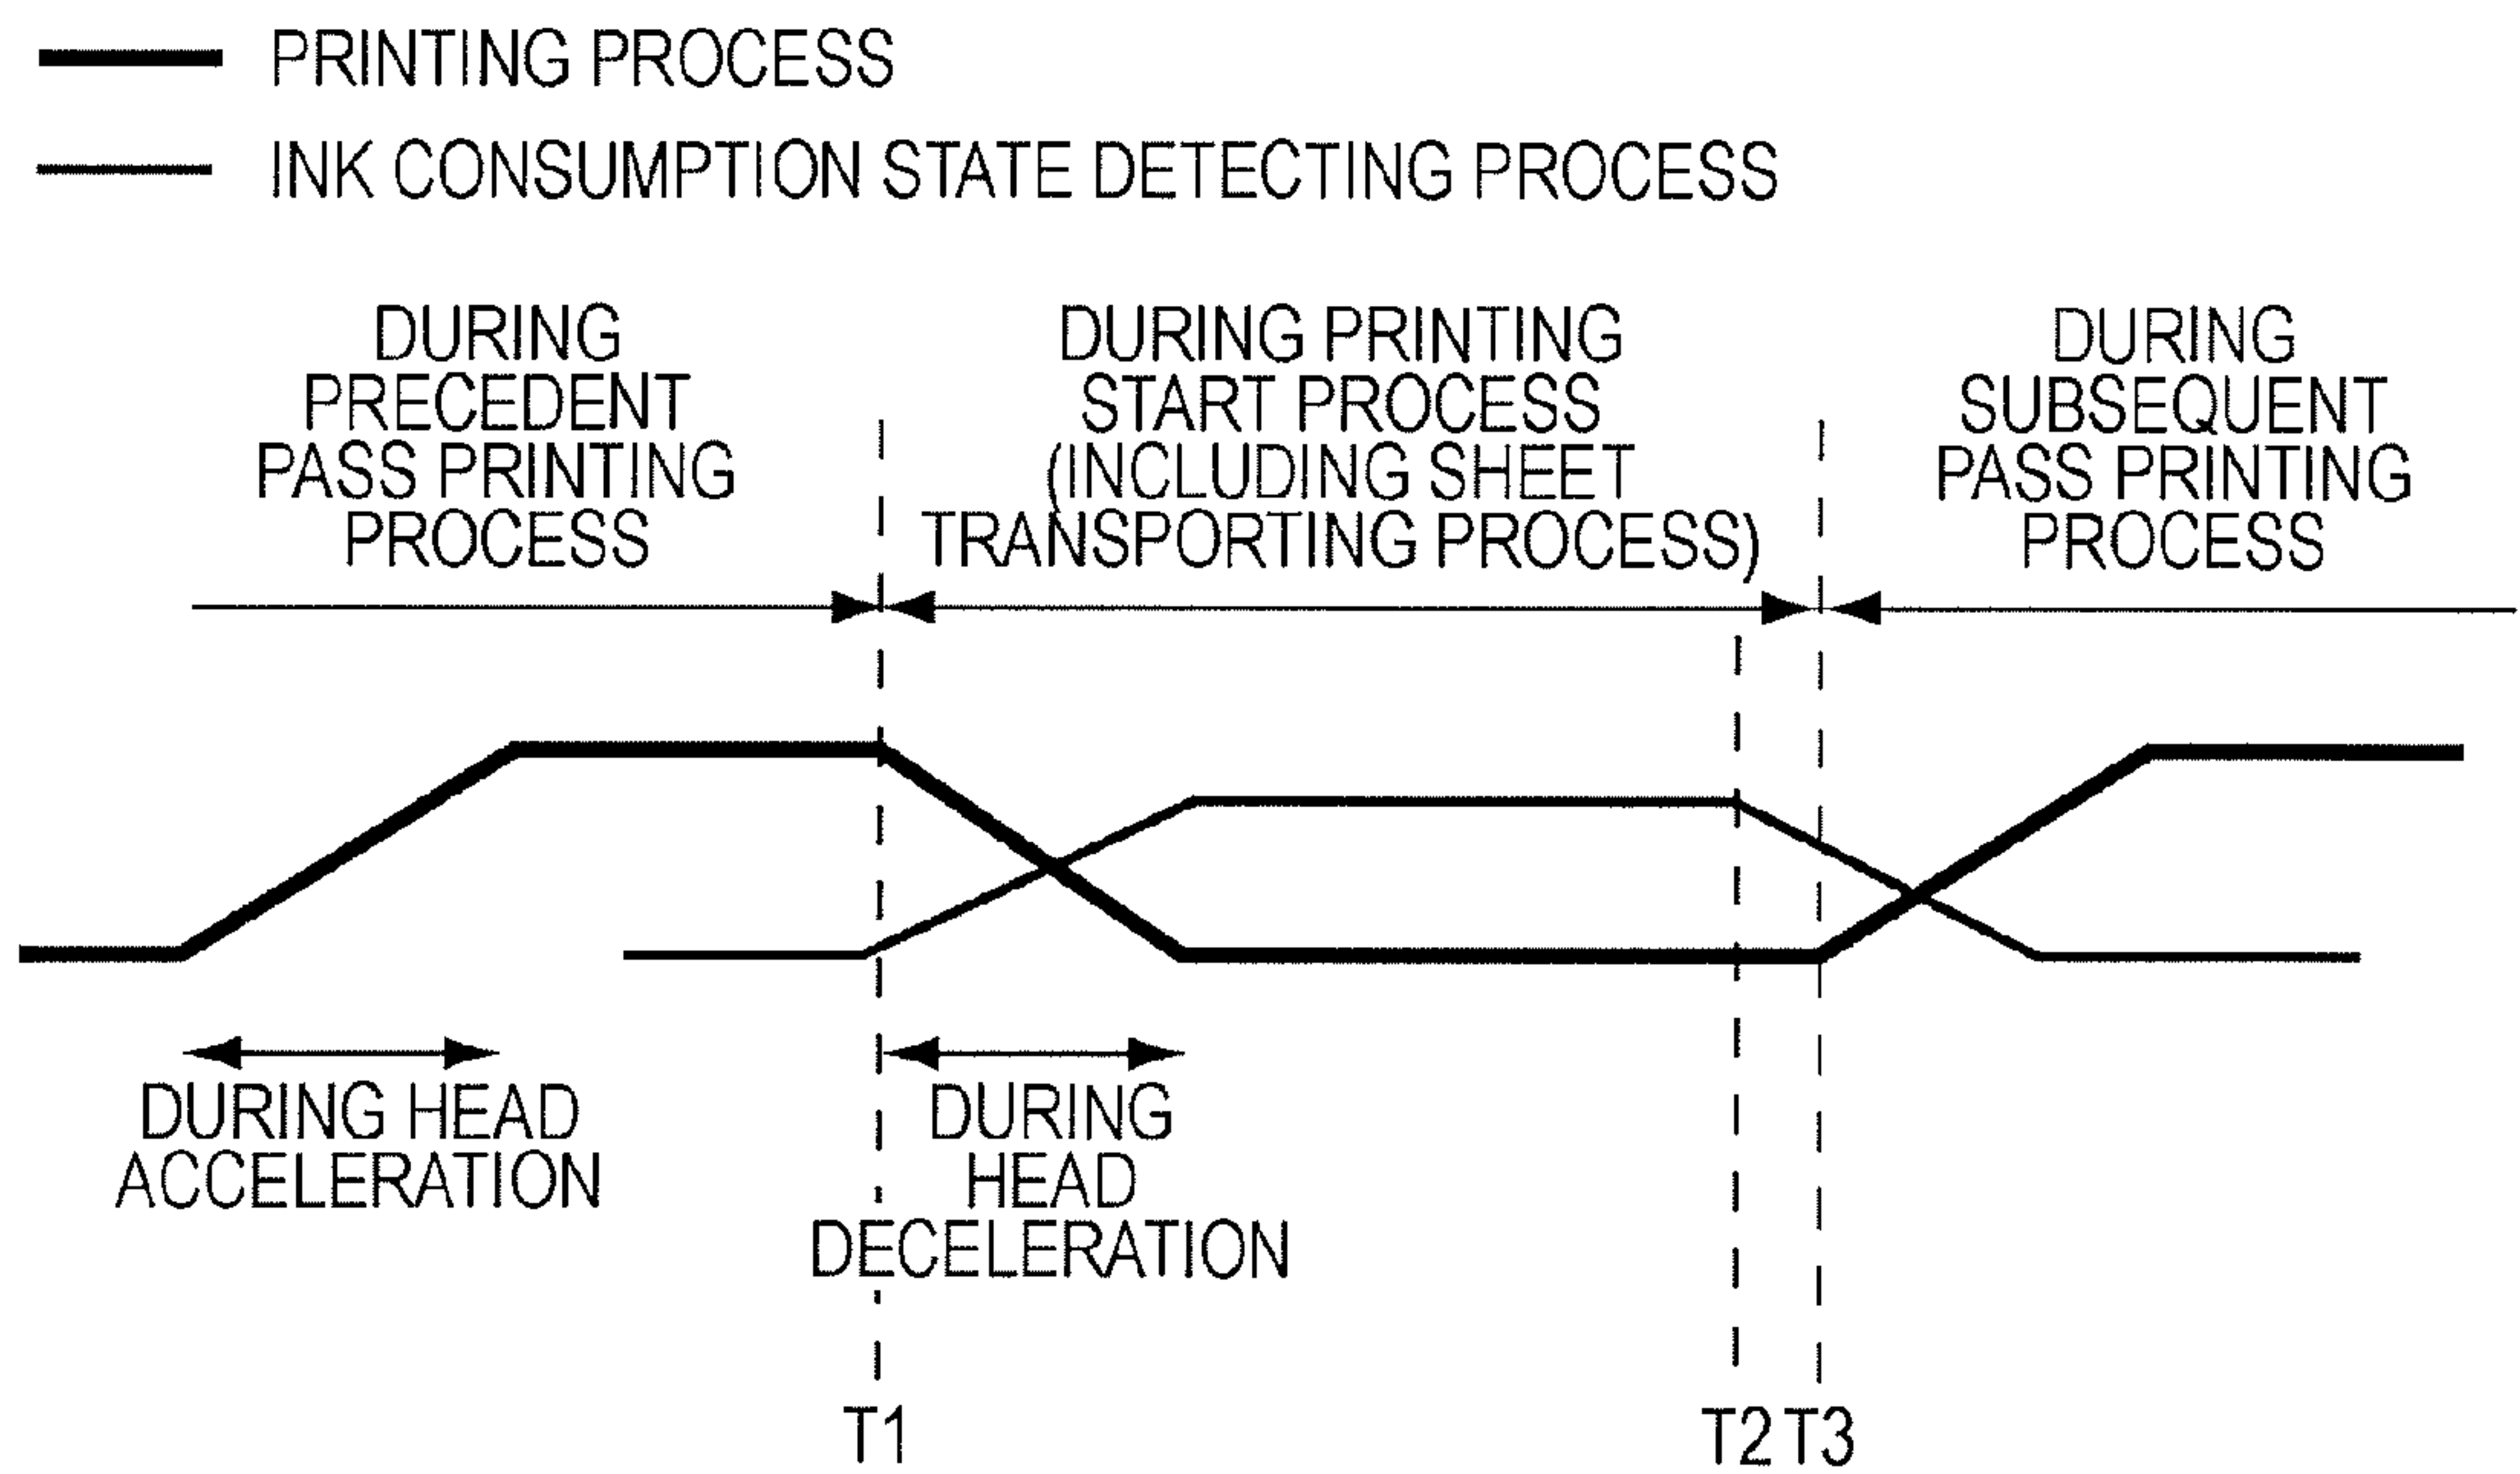 PRINTING PROCESS
INK CONSUMPTION STATE DETECTING PROCESS
DURING
PRECEDENT
PASS PRINTING
PROCESS
DURING PRINTING
START PROCESS
(INCLUDING SHEET
TRANSPORTING PROCESS)
DURING
SUBSEQUENT
PASS PRINTING
PROCESS
DURING HEAD
ACCELERATION
DURING
HEAD
DECELERATION
T1
T2
T3